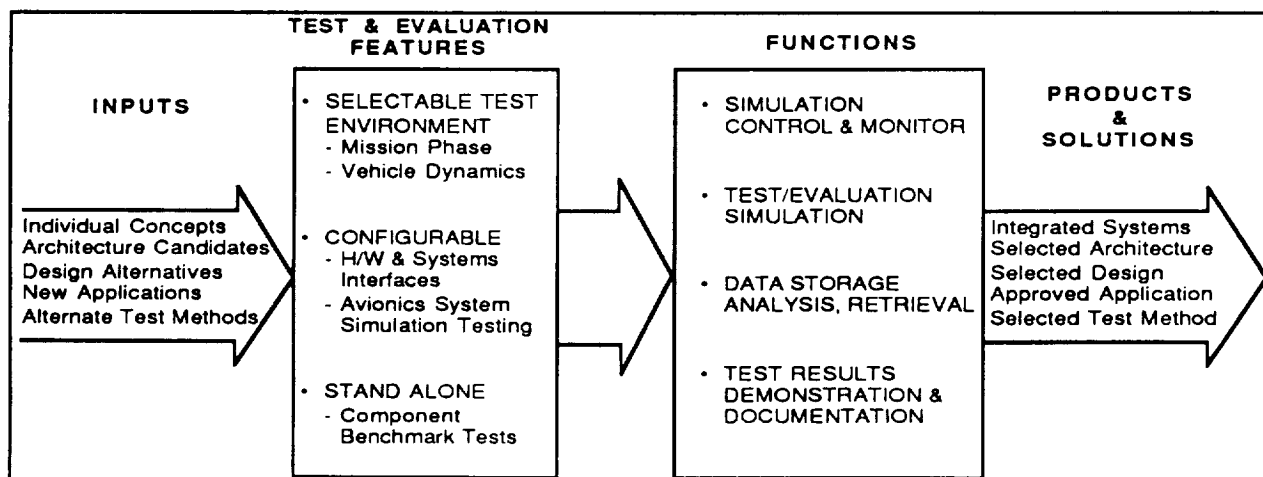 INPUTS
Individual Concepts
Architecture Candidates
Design Alternatives
New Applications
Alternate Test Methods
TEST & EVALUATION
FEATURES
• SELECTABLE TEST
ENVIRONMENT
- Mission Phase
- Vehicle Dynamics
• CONFIGURABLE
- H/W & Systems
Interfaces
- Avionics System
Simulation Testing
• STAND ALONE
- Component
Benchmark Tests
FUNCTIONS
• SIMULATION
CONTROL & MONITOR
• TEST/EVALUATION
SIMULATION
• DATA STORAGE
ANALYSIS, RETRIEVAL
• TEST RESULTS
DEMONSTRATION &
DOCUMENTATION
PRODUCTS
&
SOLUTIONS
Integrated Systems
Selected Architecture
Selected Design
Approved Application
Selected Test Method